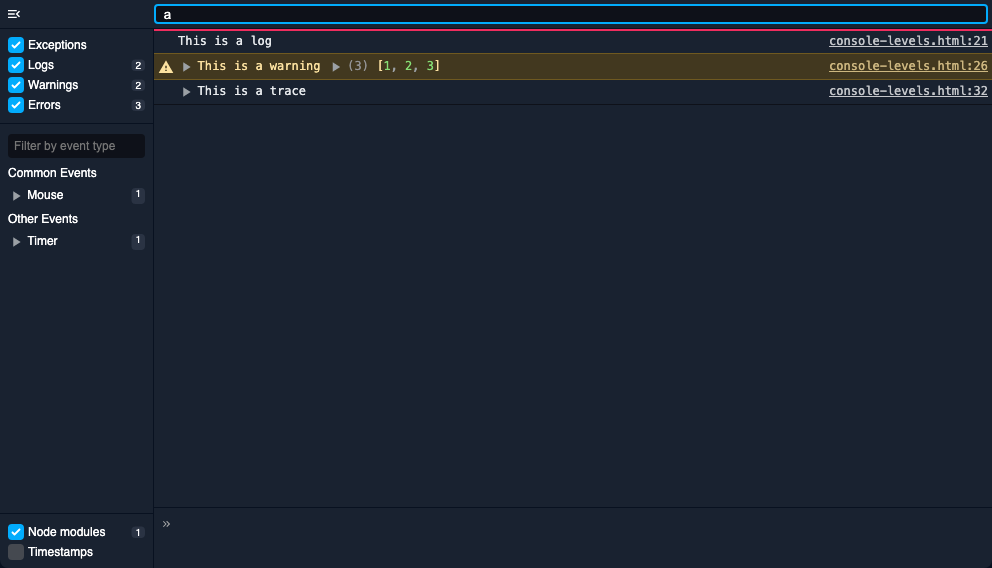 a
Exceptions
Logs 2
Warnings 2
Errors 3
Filter by event type
Common Events
Mouse 1
Other Events
Timer 1
Node modules 1
Timestamps
This is a log console-levels.html:21
This is a warning (3) [1, 2, 3] console-levels.html:26
This is a trace console-levels.html:32
»